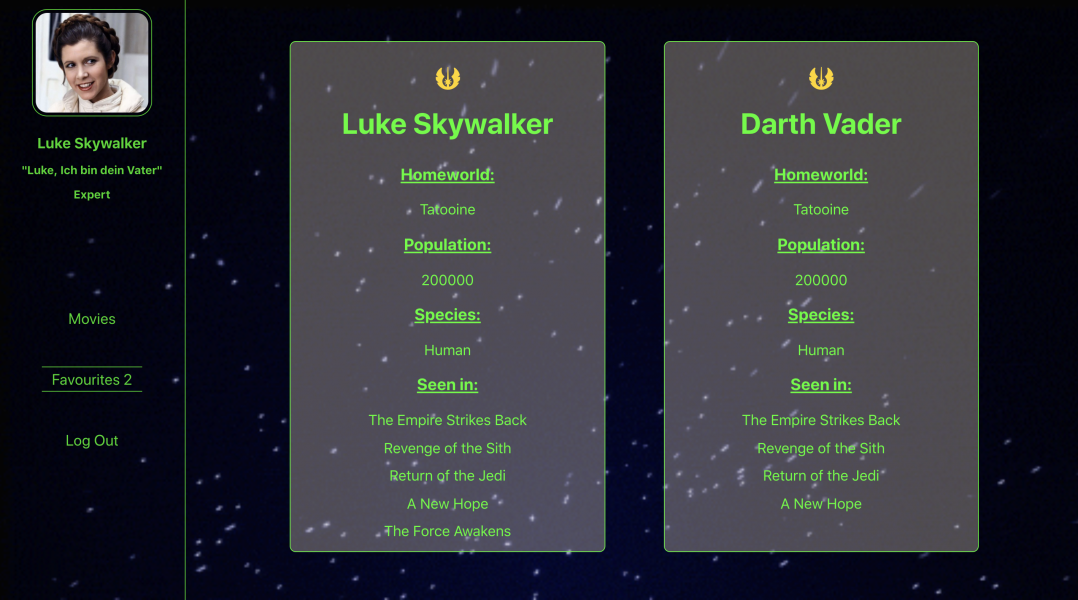 Luke Skywalker
"Luke, Ich bin dein Vater"
Expert
Movies
Favourites 2
Log Out
Luke Skywalker
Homeworld:
Tatooine
Population:
200000
Species:
Human
Seen in:
The Empire Strikes Back
Revenge of the Sith
Return of the Jedi
A New Hope
The Force Awakens
Darth Vader
Homeworld:
Tatooine
Population:
200000
Species:
Human
Seen in:
The Empire Strikes Back
Revenge of the Sith
Return of the Jedi
A New Hope